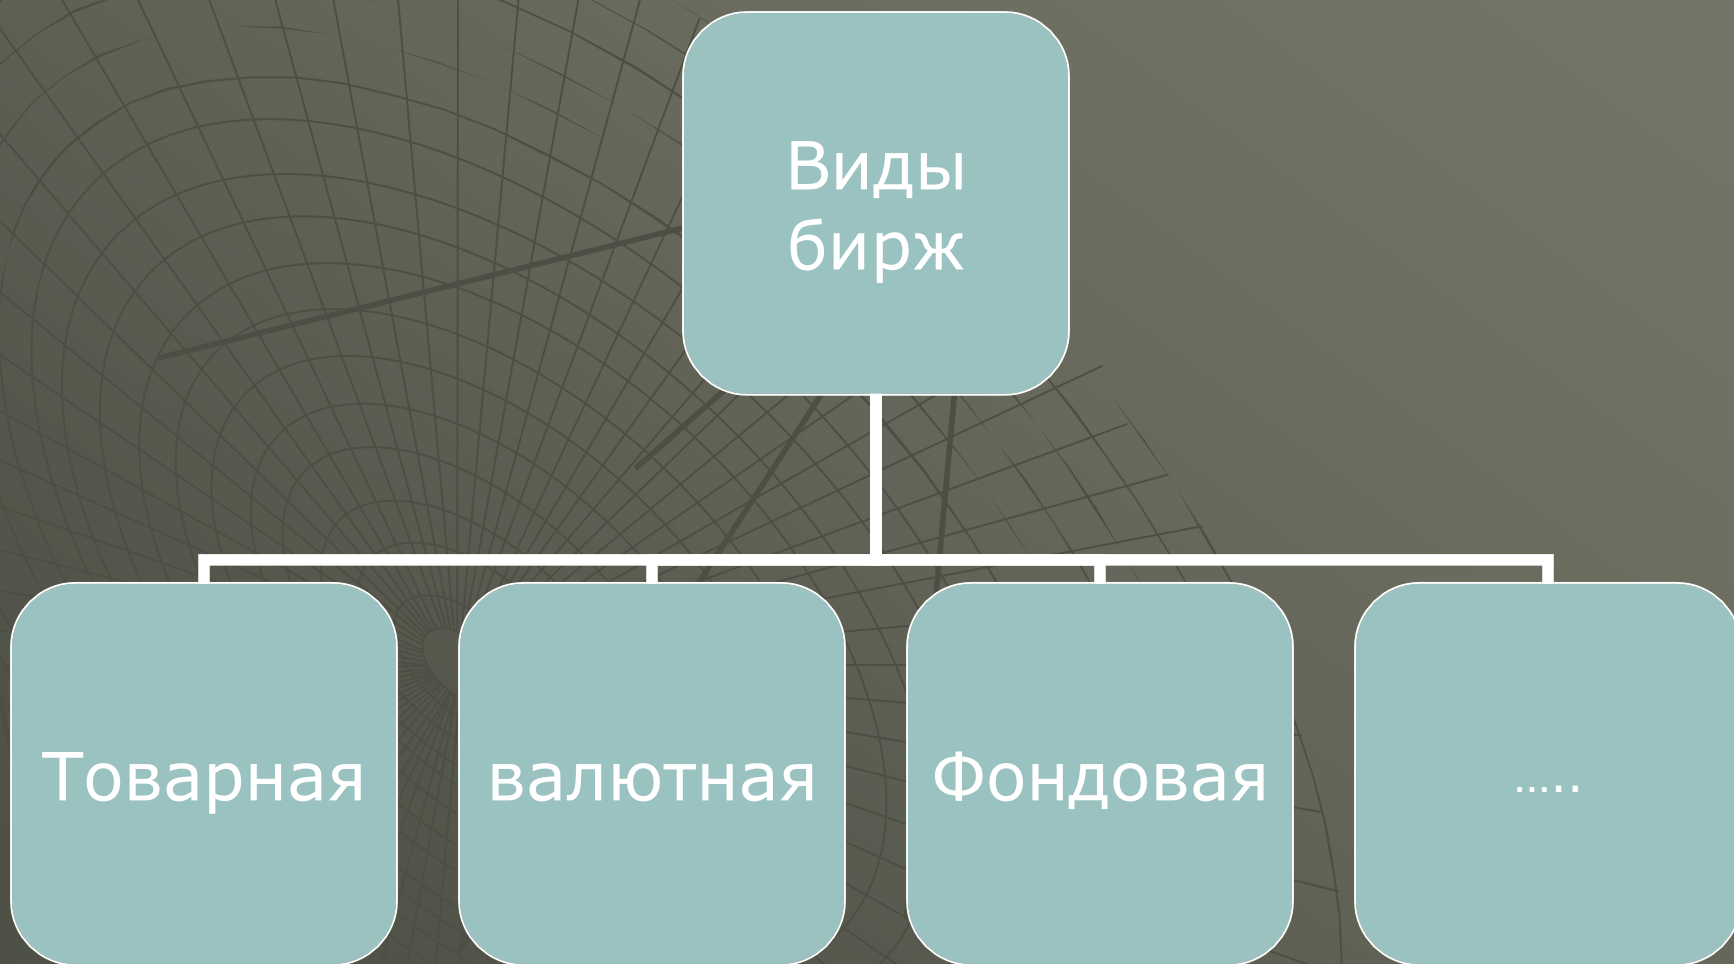 Виды
бирж
Товарная
валютная
Фондовая
…..